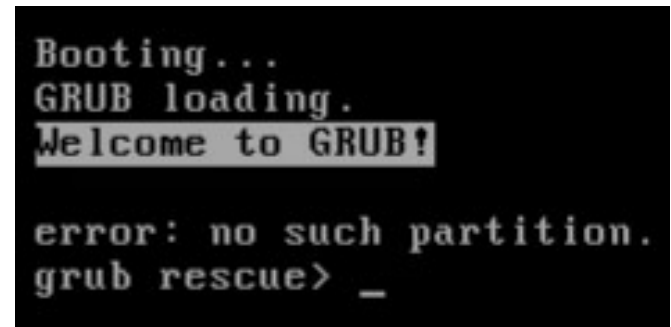 Booting...
GRUB loading.
Welcome to GRUB!
error: no such partition.
grub rescue> _